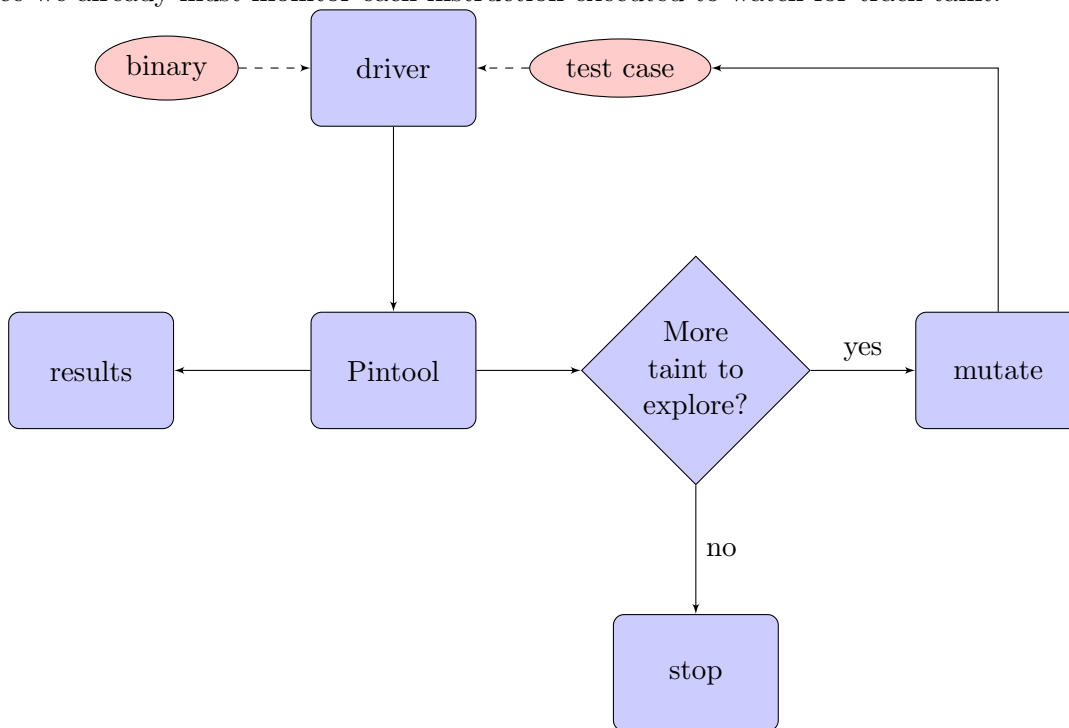 we already must monitor each instruction executed to watch for track taint.
binary
driver
test case
results
Pintool
More
taint to
explore?
yes
mutate
no
stop